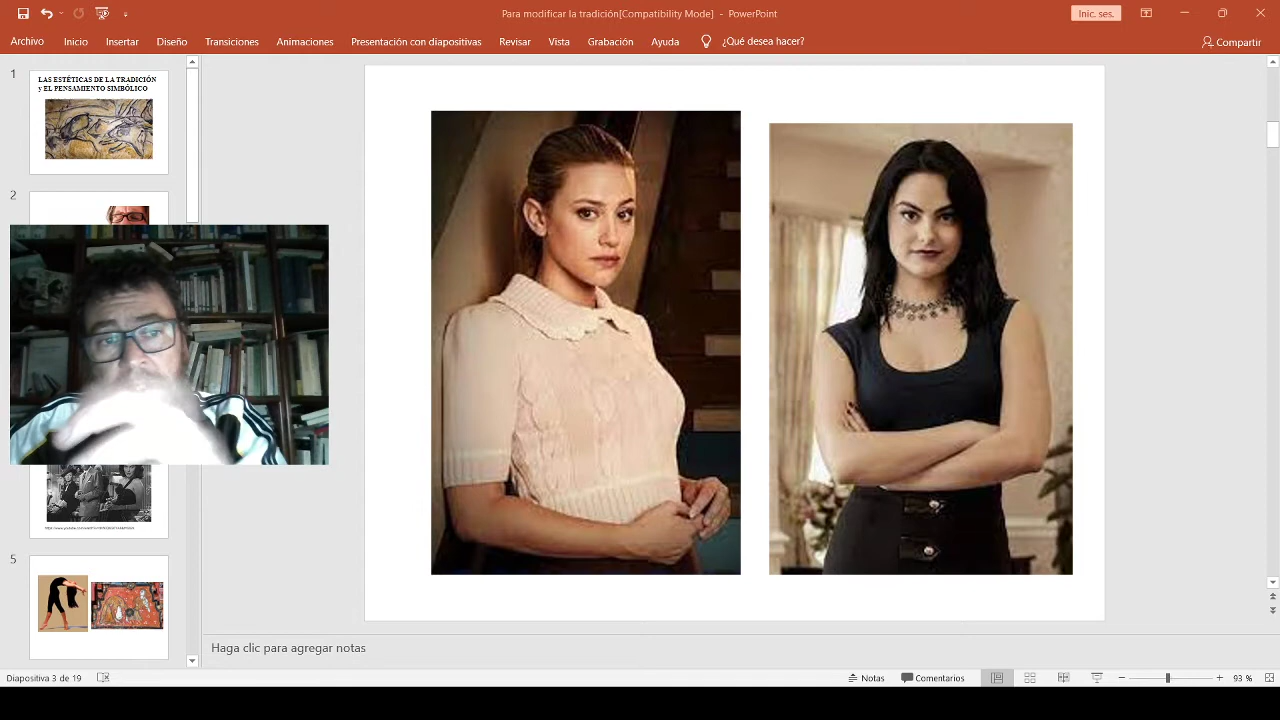 Para modificar la tradición[Compatibility Mode] - PowerPoint
Inic. ses.
Archivo Inicio Insertar Diseño Transiciones Animaciones Presentación con diapositivas Revisar Vista Grabación Ayuda ¿Qué desea hacer? Compartir
1
LAS ESTÉTICAS DE LA TRADICIÓN
y EL PENSAMIENTO SIMBÓLICO
2
5
Haga clic para agregar notas
Diapositiva 3 de 19 Notas Comentarios 93 %